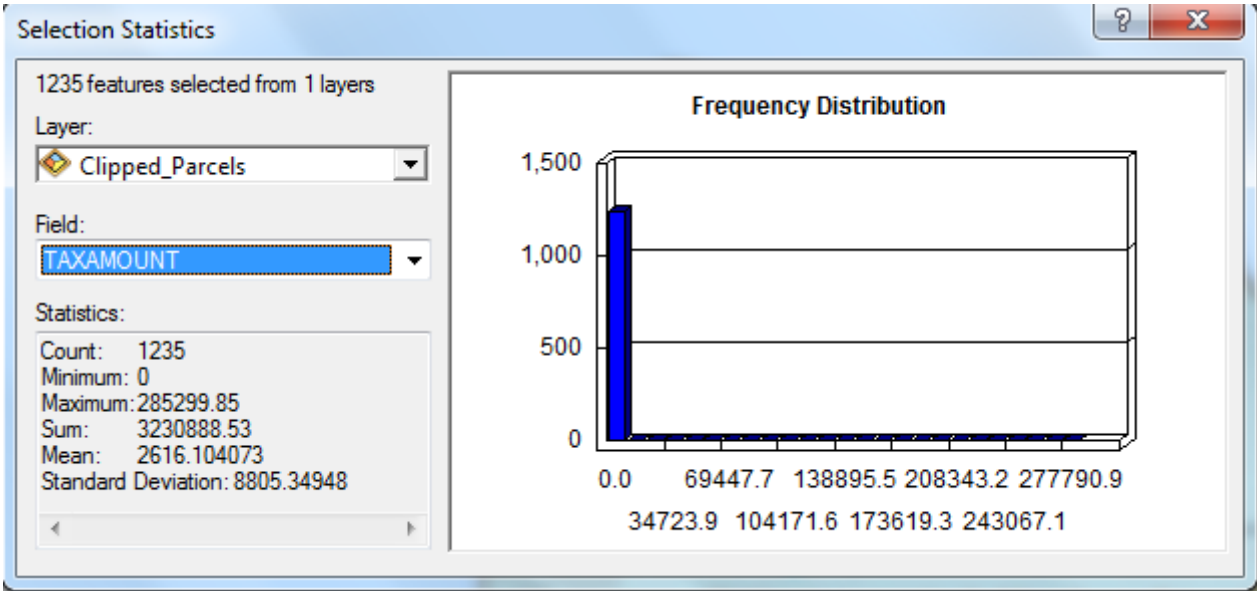 Selection Statistics
1235 features selected from 1 layers
Layer:
Clipped_Parcels
Field:
TAXAMOUNT
Statistics:
Count: 1235
Minimum: 0
Maximum: 285299.85
Sum: 3230888.53
Mean: 2616.104073
Standard Deviation: 8805.34948
Frequency Distribution
1,500
1,000
500
0
0.0 69447.7 138895.5 208343.2 277790.9
34723.9 104171.6 173619.3 243067.1